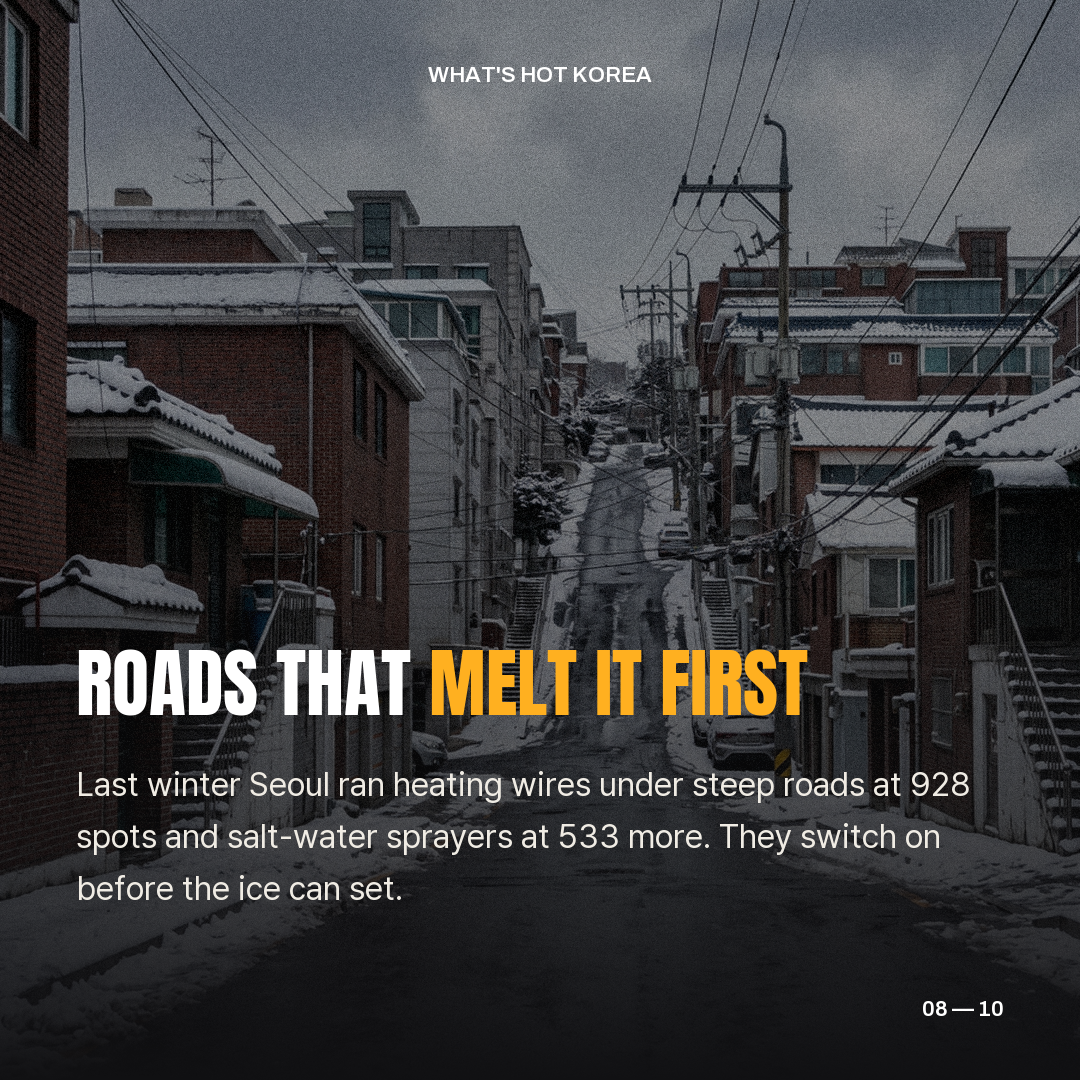 WHAT'S HOT KOREA
ROADS THAT MELT IT FIRST
Last winter Seoul ran heating wires under steep roads at 928
spots and salt-water sprayers at 533 more. They switch on
before the ice can set.
08 — 10